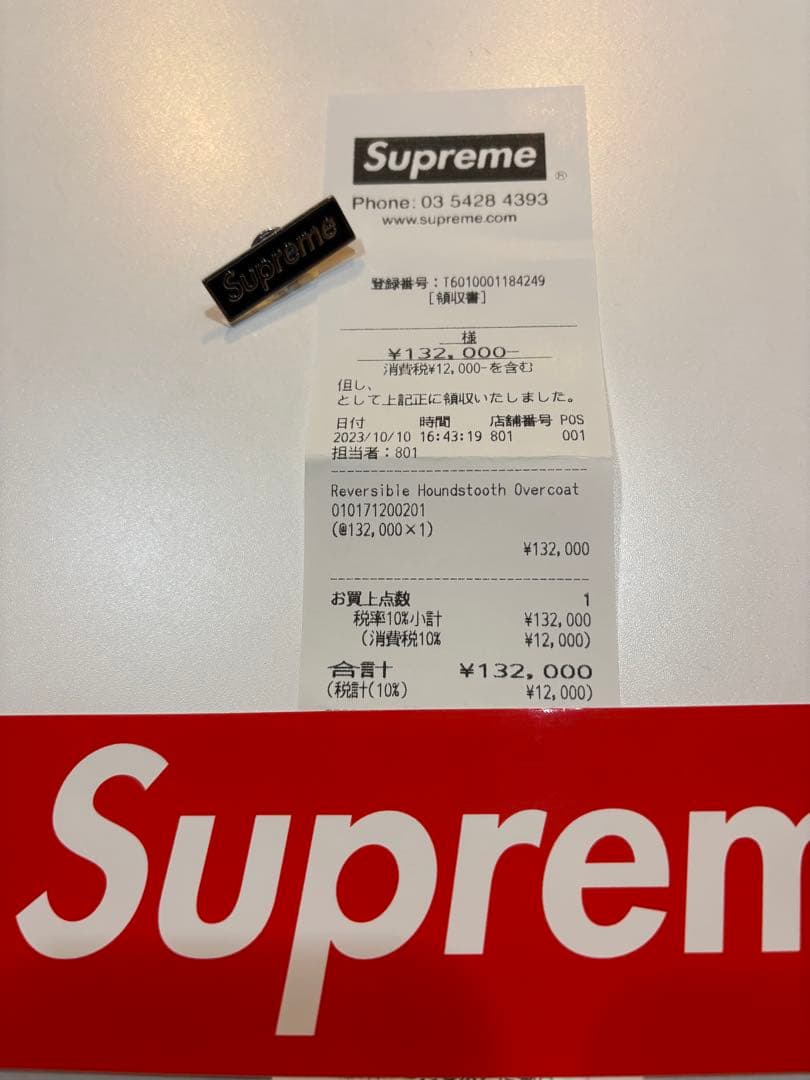 Supreme
®
Phone: 03 5428 4393
www.supreme.com
Supreme
登録番号：T6010001184249
[領収書]
様
¥132,000-
消費税¥12,000-を含む
但し、
として上記正に領収いたしました。
日付 時間 店舗番号 POS
2023/10/10 16:43:19 801 001
担当者：801
Reversible Houndstooth Overcoat
010171200201
(@132,000×1)
¥132,000
お買上点数 1
税率10%小計 ¥132,000
(消費税10% ¥12,000)
合計 ¥132,000
(税計(10%) ¥12,000)
Suprem